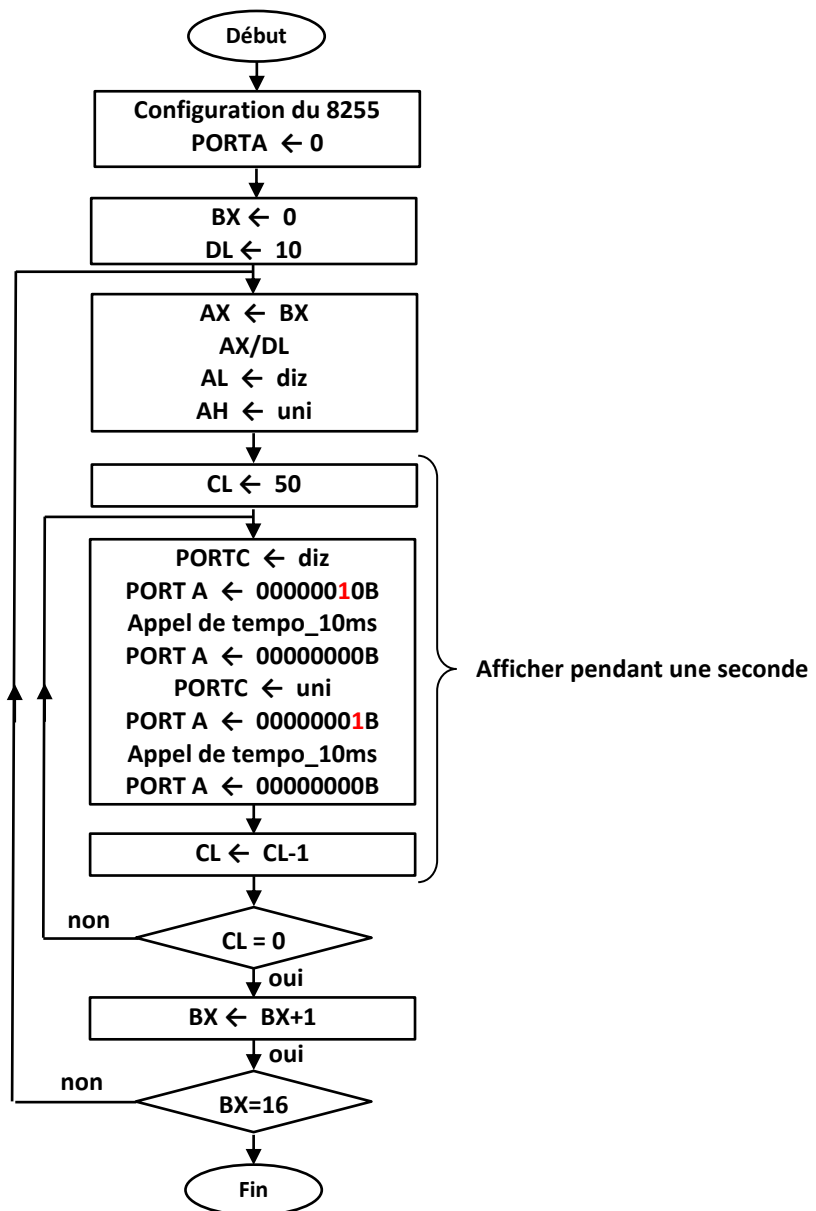 Début
Configuration du 8255
PORTA ← 0
BX ← 0
DL ← 10
AX ← BX
AX/DL
AL ← diz
AH ← uni
CL ← 50
PORTC ← diz
PORT A ← 00000010B
Appel de tempo_10ms
PORT A ← 00000000B
PORTC ← uni
PORT A ← 00000001B
Appel de tempo_10ms
PORT A ← 00000000B
Afficher pendant une seconde
CL ← CL-1
non
CL = 0
oui
BX ← BX+1
oui
non
BX=16
Fin